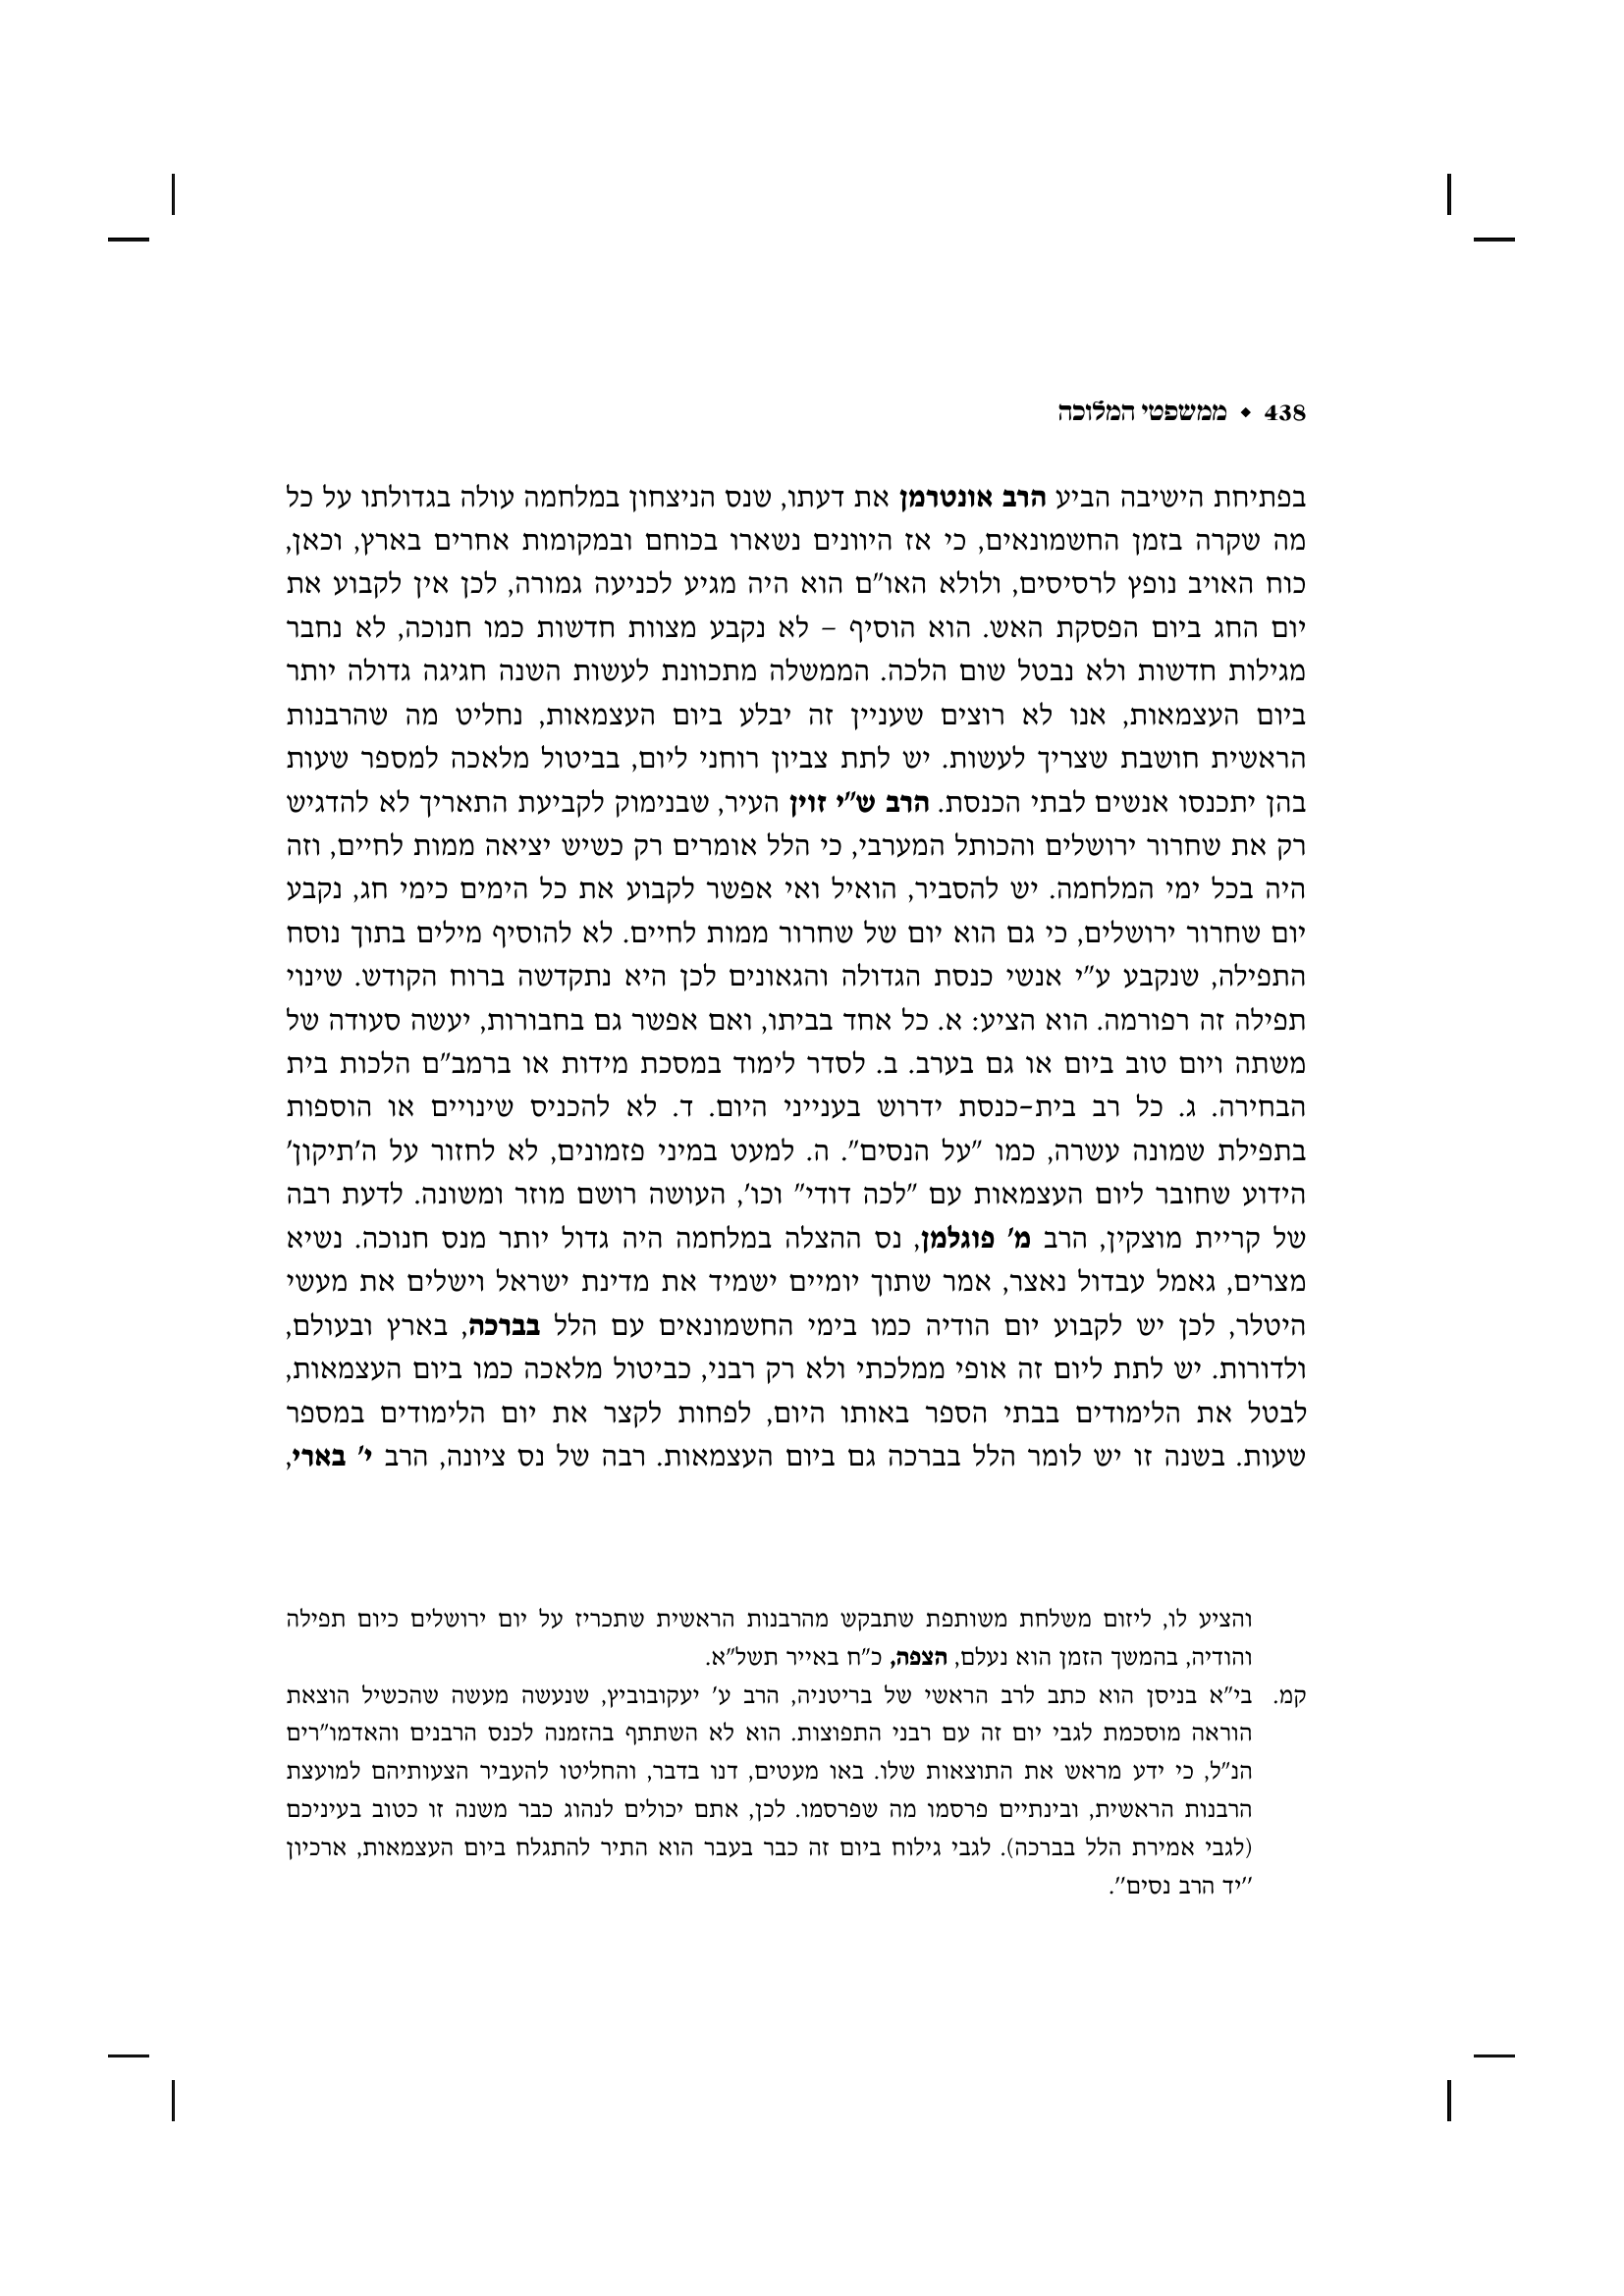 438 ◆ ממשפטי המלוכה
בפתיחת הישיבה הביע הרב אונטרמן את דעתו, שנס הניצחון במלחמה עולה בגדולתו על כל
מה שקרה בזמן החשמונאים, כי אז היוונים נשארו בכוחם ובמקומות אחרים בארץ, וכאן,
כוח האויב נופץ לרסיסים, ולולא האו"ם הוא היה מגיע לכניעה גמורה, לכן אין לקבוע את
יום החג ביום הפסקת האש. הוא הוסיף – לא נקבע מצוות חדשות כמו חנוכה, לא נחבר
מגילות חדשות ולא נבטל שום הלכה. הממשלה מתכוונת לעשות השנה חגיגה גדולה יותר
ביום העצמאות, אנו לא רוצים שעניין זה יבלע ביום העצמאות, נחליט מה שהרבנות
הראשית חושבת שצריך לעשות. יש לתת צביון רוחני ליום, בביטול מלאכה למספר שעות
בהן יתכנסו אנשים לבתי הכנסת. הרב ש"י זוין העיר, שבנימוק לקביעת התאריך לא להדגיש
רק את שחרור ירושלים והכותל המערבי, כי הלל אומרים רק כשיש יציאה ממות לחיים, וזה
היה בכל ימי המלחמה. יש להסביר, הואיל ואי אפשר לקבוע את כל הימים כימי חג, נקבע
יום שחרור ירושלים, כי גם הוא יום של שחרור ממות לחיים. לא להוסיף מילים בתוך נוסח
התפילה, שנקבע ע"י אנשי כנסת הגדולה והגאונים לכן היא נתקדשה ברוח הקודש. שינוי
תפילה זה רפורמה. הוא הציע: א. כל אחד בביתו, ואם אפשר גם בחבורות, יעשה סעודה של
משתה ויום טוב ביום או גם בערב. ב. לסדר לימוד במסכת מידות או ברמב"ם הלכות בית
הבחירה. ג. כל רב בית-כנסת ידרוש בענייני היום. ד. לא להכניס שינויים או הוספות
בתפילת שמונה עשרה, כמו "על הנסים". ה. למעט במיני פזמונים, לא לחזור על ה'תיקון'
הידוע שחובר ליום העצמאות עם "לכה דודי" וכו', העושה רושם מוזר ומשונה. לדעת רבה
של קריית מוצקין, הרב מ' פוגלמן, נס ההצלה במלחמה היה גדול יותר מנס חנוכה. נשיא
מצרים, גאמל עבדול נאצר, אמר שתוך יומיים ישמיד את מדינת ישראל וישלים את מעשי
היטלר, לכן יש לקבוע יום הודיה כמו בימי החשמונאים עם הלל בברכה, בארץ ובעולם,
ולדורות. יש לתת ליום זה אופי ממלכתי ולא רק רבני, כביטול מלאכה כמו ביום העצמאות,
לבטל את הלימודים בבתי הספר באותו היום, לפחות לקצר את יום הלימודים במספר
שעות. בשנה זו יש לומר הלל בברכה גם ביום העצמאות. רבה של נס ציונה, הרב י' בארי,
והציע לו, ליזום משלחת משותפת שתבקש מהרבנות הראשית שתכריז על יום ירושלים כיום תפילה
והודיה, בהמשך הזמן הוא נעלם, הצפה, כ"ח באייר תשל"א.
קמ. בי"א בניסן הוא כתב לרב הראשי של בריטניה, הרב ע' יעקובוביץ, שנעשה מעשה שהכשיל הוצאת
הוראה מוסכמת לגבי יום זה עם רבני התפוצות. הוא לא השתתף בהזמנה לכנס הרבנים והאדמו"רים
הנ"ל, כי ידע מראש את התוצאות שלו. באו מעטים, דנו בדבר, והחליטו להעביר הצעותיהם למועצת
הרבנות הראשית, ובינתיים פרסמו מה שפרסמו. לכן, אתם יכולים לנהוג כבר משנה זו כטוב בעיניכם
(לגבי אמירת הלל בברכה). לגבי גילוח ביום זה כבר בעבר הוא התיר להתגלח ביום העצמאות, ארכיון
"יד הרב נסים".